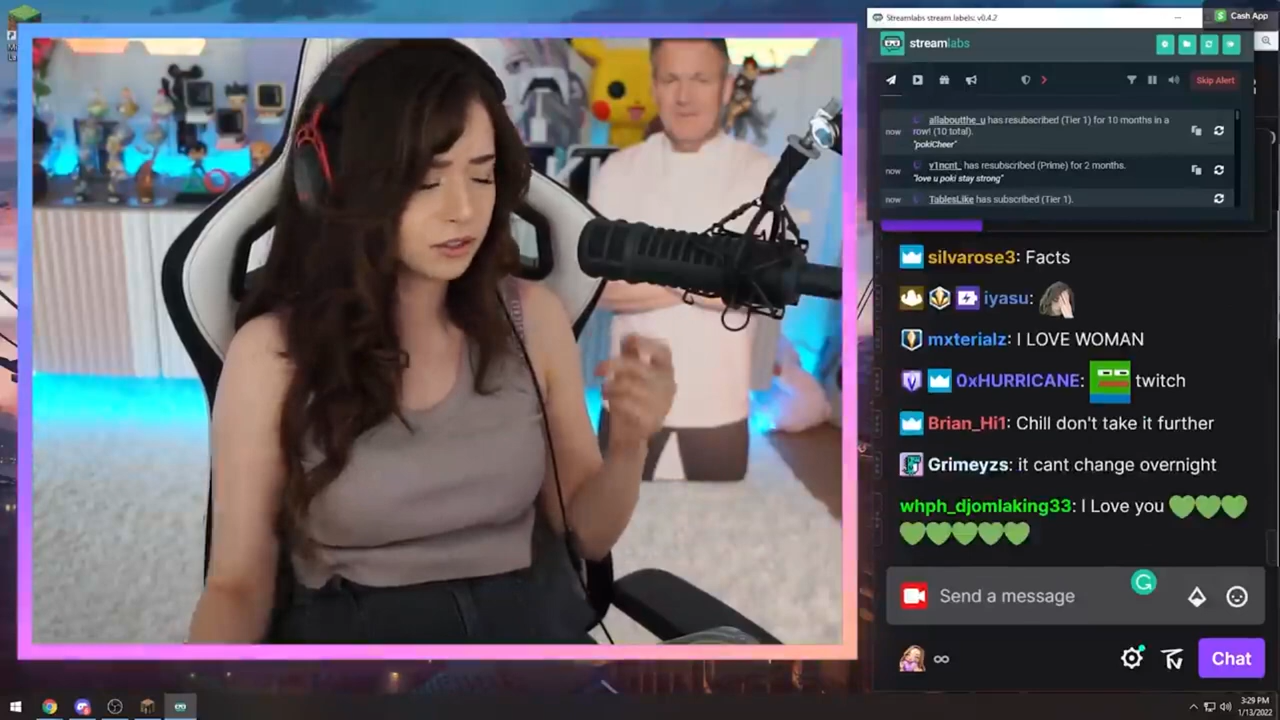 Streamlabs stream labels: v0.4.2
Cash App
streamlabs
Skip Alert
now
allaboutthe_u has resubscribed (Tier 1) for 10 months in a
row! (10 total).
"pokiCheer"
now
v1ncnt_ has resubscribed (Prime) for 2 months.
"love u poki stay strong"
now
TablesLike has subscribed (Tier 1).
silvarose3: Facts
iyasu:
mxterialz: I LOVE WOMAN
0xHURRICANE: twitch
Brian_Hi1: Chill don't take it further
Grimeyzs: it cant change overnight
whph_djomlaking33: I Love you
Send a message
∞
Chat
3:29 PM
1/13/2022